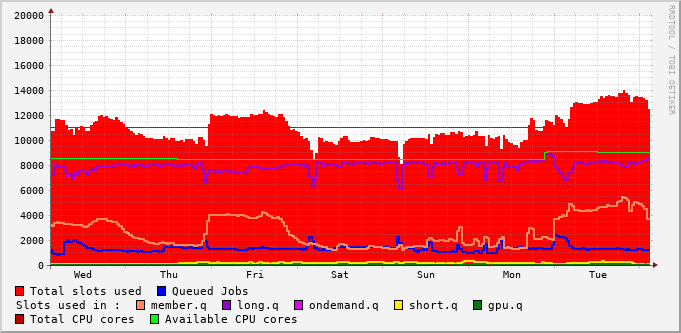 RRDTOOL / TOBI OETIKER
20000
18000
16000
14000
12000
10000
8000
6000
4000
2000
0
Wed Thu Fri Sat Sun Mon Tue
Total slots used Queued Jobs
Slots used in : member.q long.q ondemand.q short.q gpu.q
Total CPU cores Available CPU cores